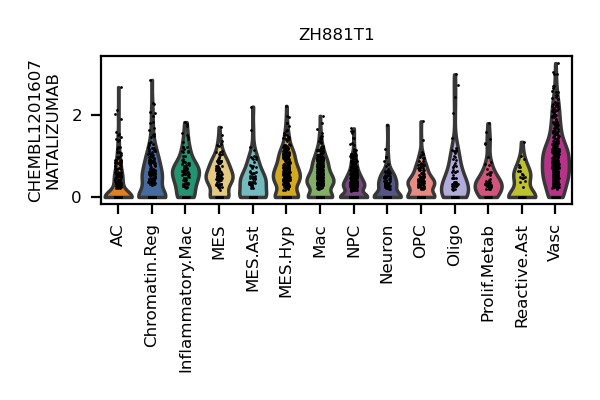 ZH881T1
CHEMBL1201607
NATALIZUMAB
2
0
AC
Chromatin.Reg
Inflammatory.Mac
MES
MES.Ast
MES.Hyp
Mac
NPC
Neuron
OPC
Oligo
Prolif.Metab
Reactive.Ast
Vasc